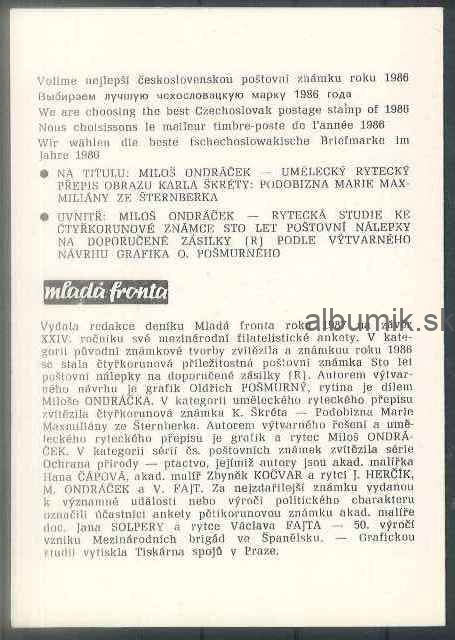 Volíme nejlepší československou poštovní známku roku 1986
Выбираем лучшую чехословацкую марку 1986 года
We are choosing the best Czechoslovak postage stamp of 1986
Nous choisissons le meileur timbre-poste de l'année 1986
Wir wählen die beste tschechoslowakische Briefmarke im
Jahre 1986
● NA TITULU: MILOŠ ONDRÁČEK — UMĚLECKÝ RYTECKÝ
PŘEPIS OBRAZU KARLA ŠKRÉTY: PODOBIZNA MARIE MAX-
MILIÁNY ZE ŠTERNBERKA
● UVNITŘ: MILOŠ ONDRÁČEK — RYTECKÁ STUDIE KE
ČTYŘKORUNOVÉ ZNÁMCE STO LET POŠTOVNÍ NÁLEPKY
NA DOPORUČENÉ ZÁSILKY (R) PODLE VÝTVARNÉHO
NÁVRHU GRAFIKA O. POŠMURNÉHO
mladá fronta
albumik.sk
Vydala redakce deníku Mladá fronta roku 1987 na závěr
XXIV. ročníku své mezinárodní filatelistické ankety. V kate-
gorii původní známkové tvorby zvítězila a známkou roku 1986
se stala čtyřkorunová příležitostná poštovní známka Sto let
poštovní nálepky na doporučené zásilky (R). Autorem výtvar-
ného návrhu je grafik Oldřich POŠMURNÝ, rytina je dílem
Miloše ONDRÁČKA. V kategorii uměleckého ryteckého přepisu
zvítězila čtyřkorunová známka K. Škréta — Podobizna Marie
Maxmiliány ze Šternberka. Autorem výtvarného řešení a umě-
leckého ryteckého přepisu je grafik a rytec Miloš ONDRÁ-
ČEK. V kategorii sérií čs. poštovních známek zvítězila série
Ochrana přírody — ptactvo, jejímiž autory jsou akad. malířka
Hana ČÁPOVÁ, akad. malíř Zbyněk KOČVAR a rytci J. HERČÍK,
M. ONDRÁČEK a V. FAJT. Za nejzdařilejší známku vydanou
k významné události nebo výročí politického charakteru
označili účastníci ankety pětikorunovou známku akad. malíře
doc. Jana SOLPERY a rytce Václava FAJTA — 50. výročí
vzniku Mezinárodních brigád ve Španělsku. — Grafickou
studii vytiskla Tiskárna spojů v Praze.